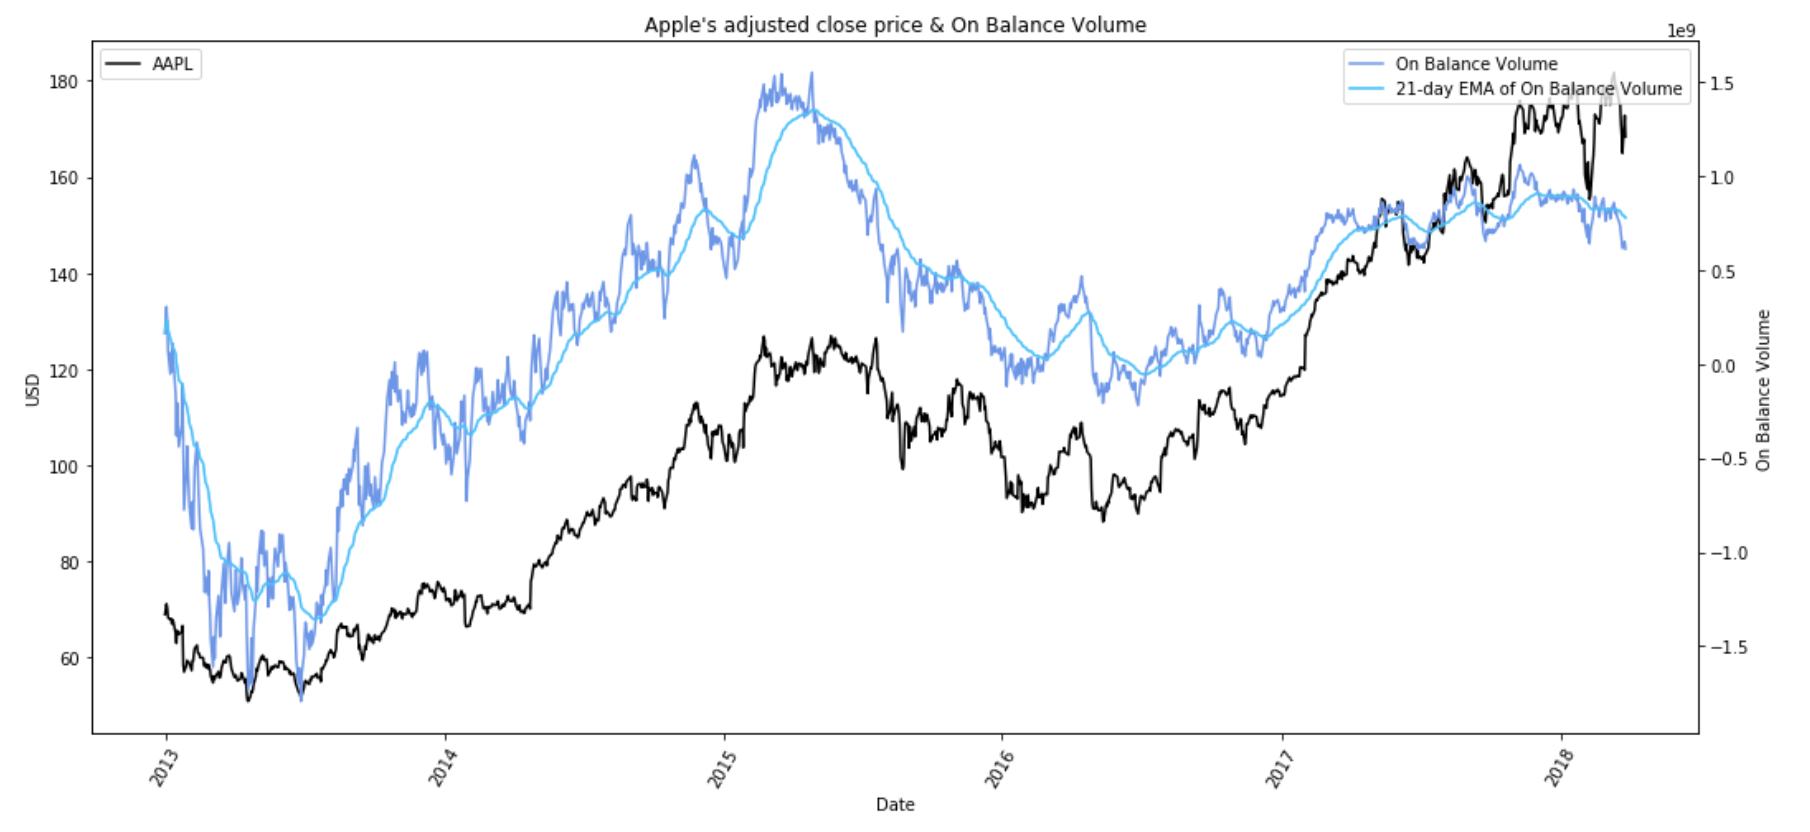 Apple's adjusted close price & On Balance Volume
1e9
AAPL
On Balance Volume
21-day EMA of On Balance Volume
180
160
140
120
100
80
60
USD
1.5
1.0
0.5
0.0
−0.5
−1.0
−1.5
On Balance Volume
2013
2014
2015
2016
2017
2018
Date